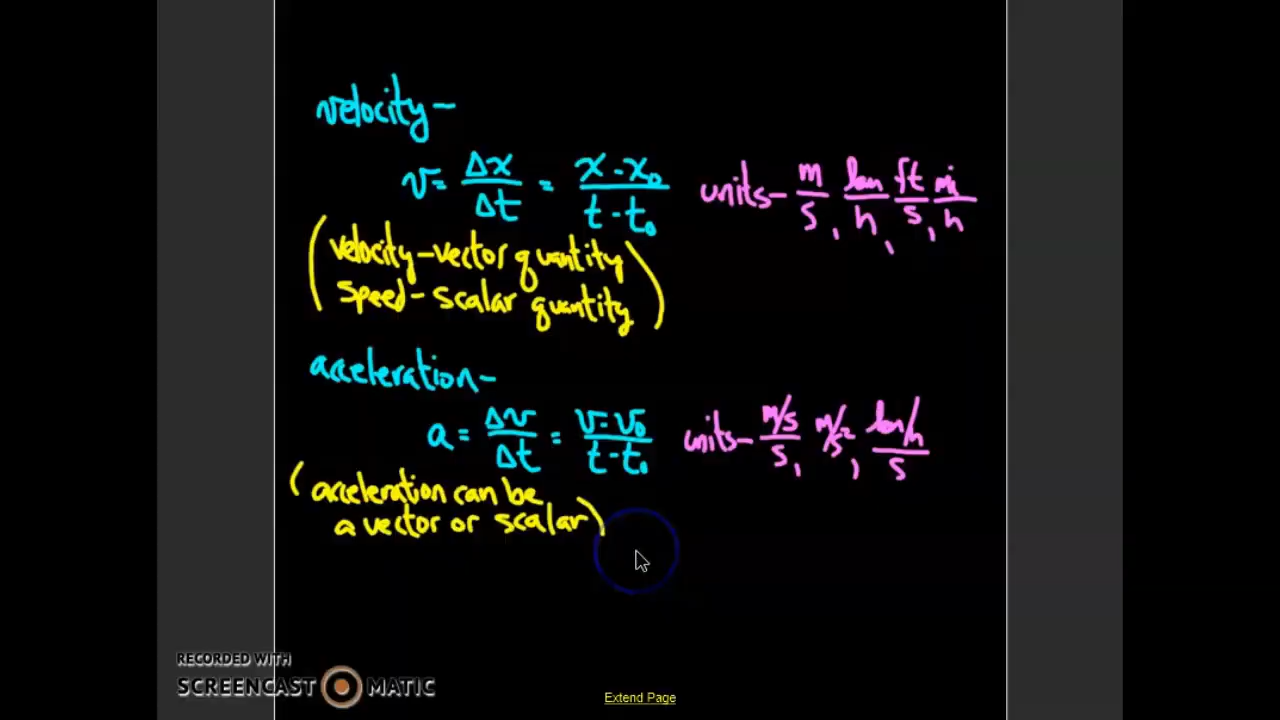 velocity-
v = Δx/Δt = x - x₀/t - t₀ units- m/s, km/h, ft/s, mi/h
(velocity-vector quantity
speed- scalar quantity)
acceleration-
a = Δv/Δt = v - v₀/t - t₀ units- m/s/s, m/s², km/h/s
(acceleration can be
a vector or scalar)
RECORDED WITH
SCREENCAST MATIC
Extend Page